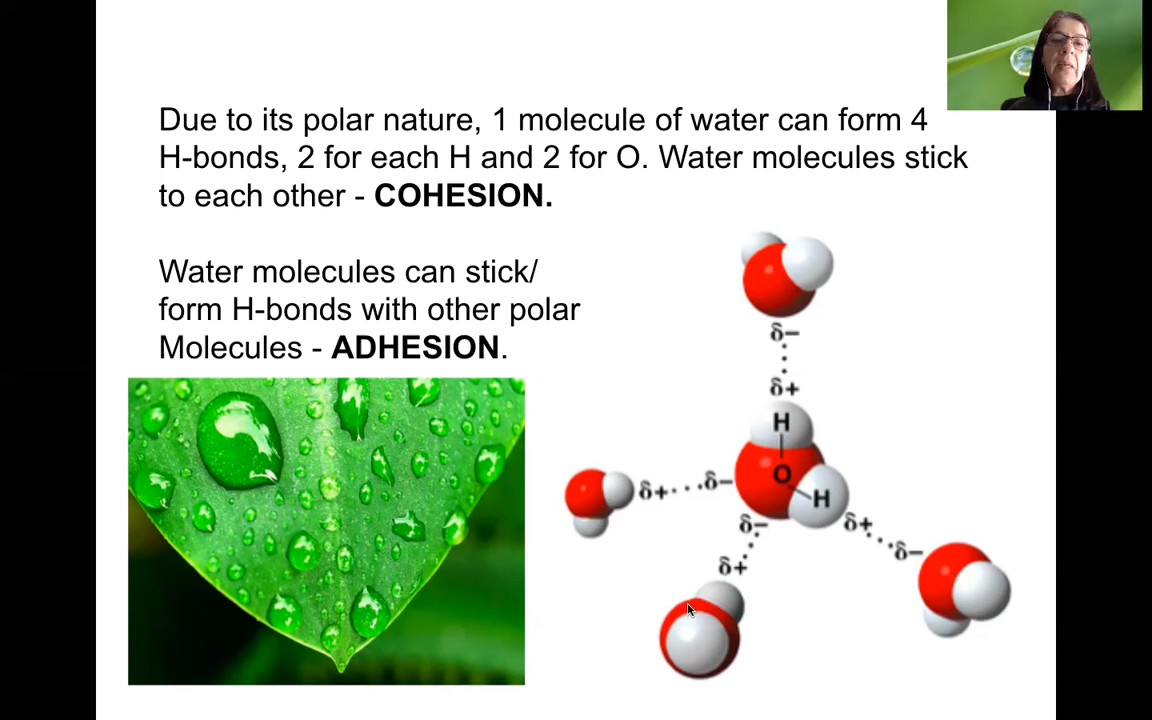 Due to its polar nature, 1 molecule of water can form 4
H-bonds, 2 for each H and 2 for O. Water molecules stick
to each other - COHESION.
Water molecules can stick/
form H-bonds with other polar
Molecules - ADHESION.
δ−
δ+
H
O
H
δ+
δ−
δ−
δ+
δ−
δ+